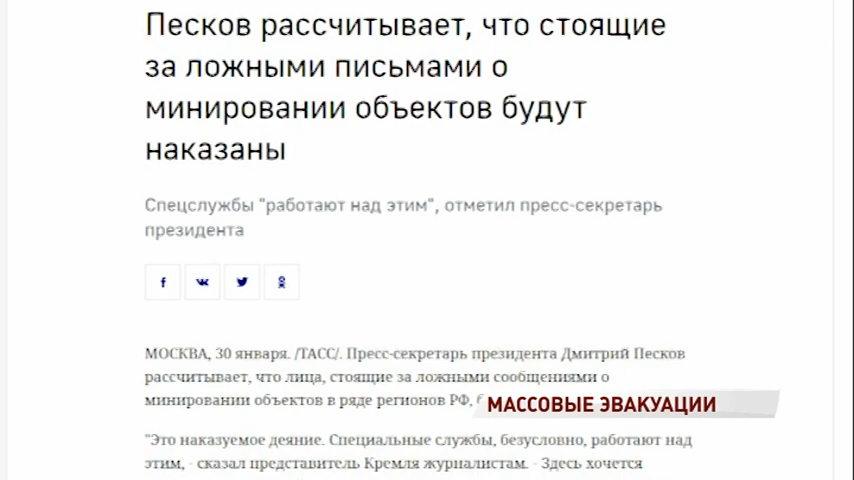 Песков рассчитывает, что стоящие
за ложными письмами о
минировании объектов будут
наказаны
Спецслужбы "работают над этим", отметил пресс-секретарь
президента
МОСКВА, 30 января. /ТАСС/. Пресс-секретарь президента Дмитрий Песков
рассчитывает, что лица, стоящие за ложными сообщениями о
минировании объектов в ряде регионов РФ,
МАССОВЫЕ ЭВАКУАЦИИ
"Это наказуемое деяние. Специальные службы, безусловно, работают над
этим, - сказал представитель Кремля журналистам. - Здесь хочется